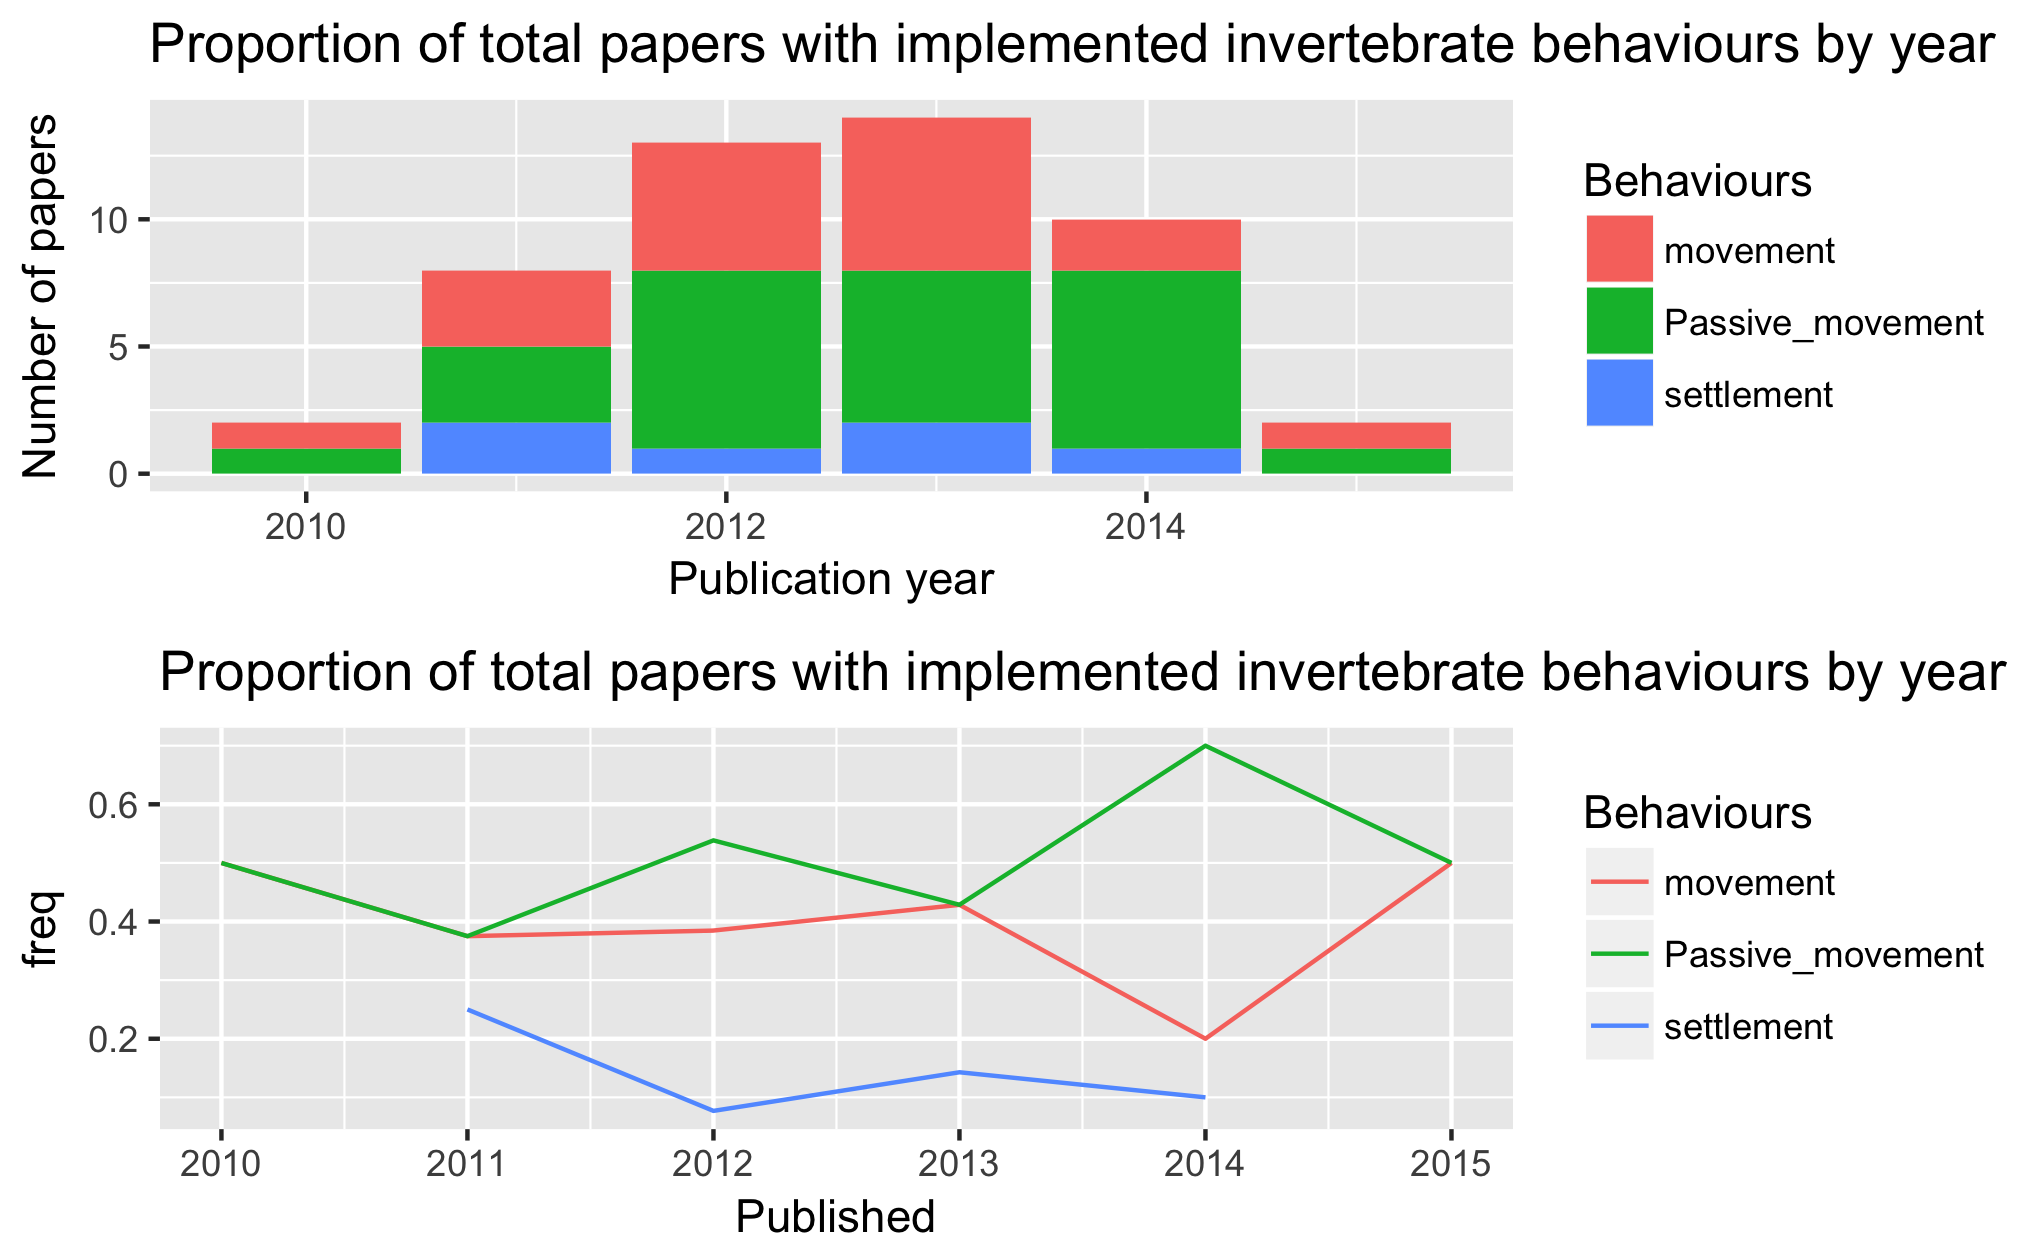 Proportion of total papers with implemented invertebrate behaviours by year
Number of papers
10
5
0
2010
2012
2014
Publication year
Behaviours
movement
Passive_movement
settlement
Proportion of total papers with implemented invertebrate behaviours by year
freq
0.6
0.4
0.2
2010
2011
2012
2013
2014
2015
Published
Behaviours
movement
Passive_movement
settlement